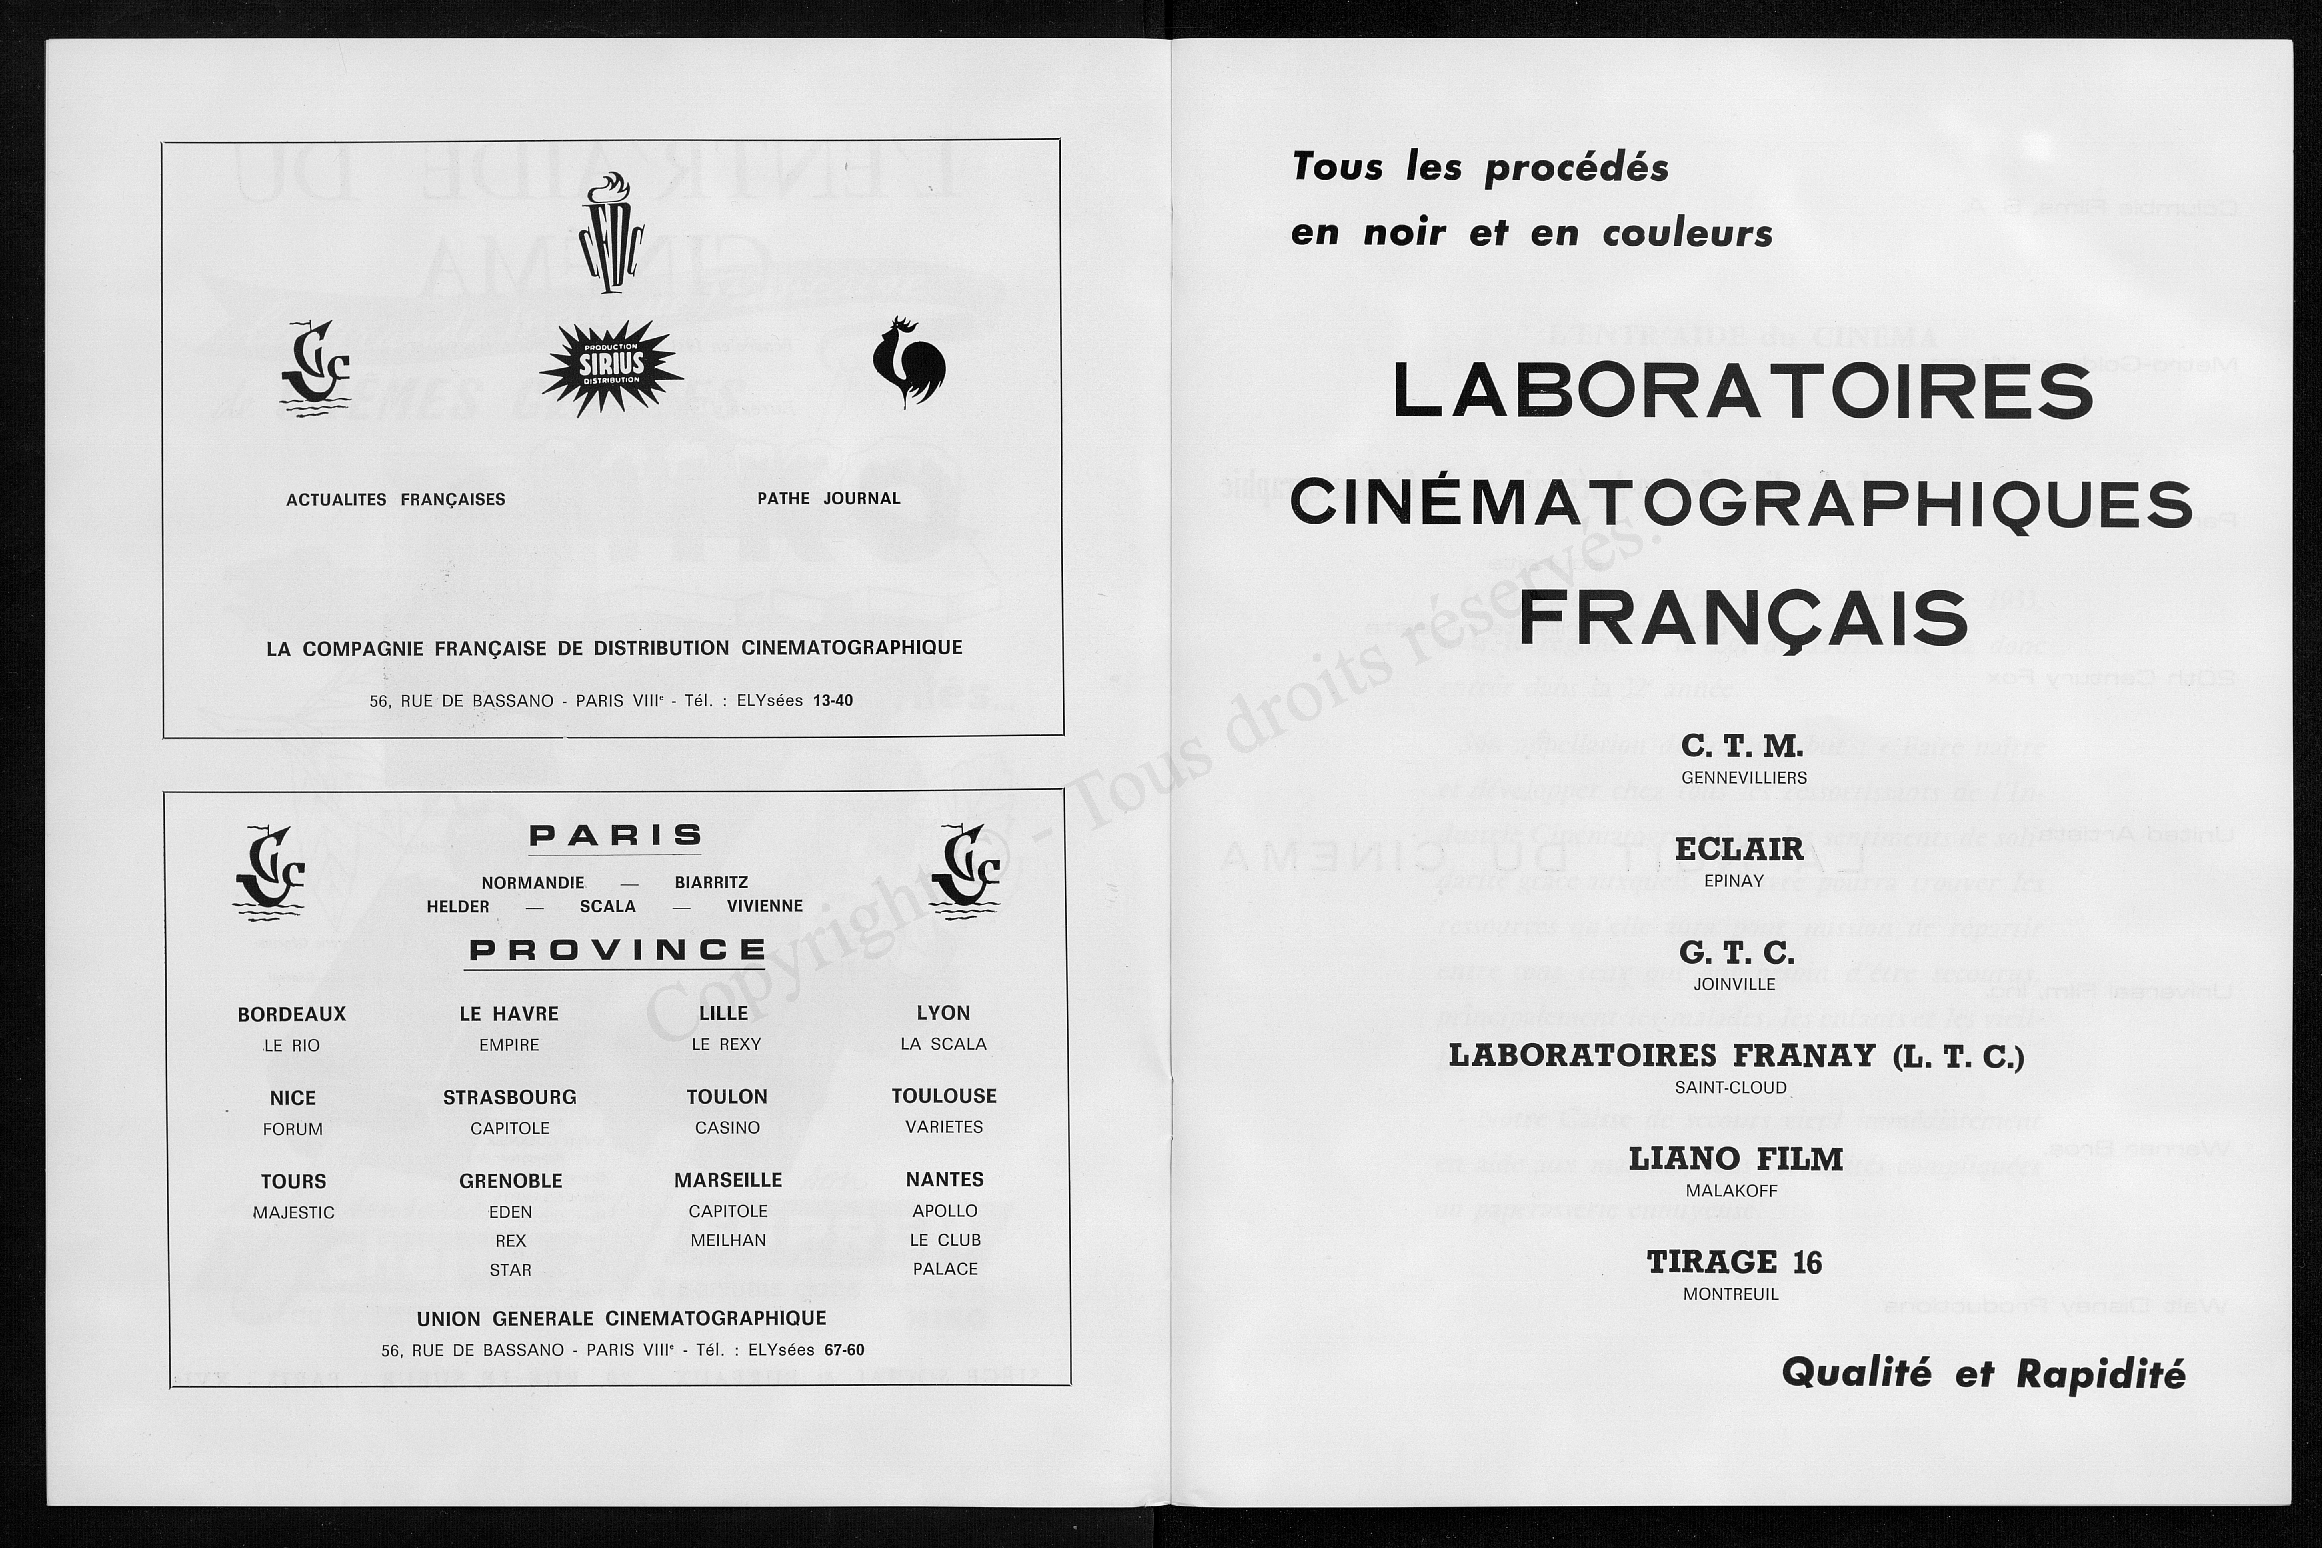 CFDC
UGC
PRODUCTION
SIRIUS
DISTRIBUTION
ACTUALITES FRANÇAISES
PATHE JOURNAL
LA COMPAGNIE FRANÇAISE DE DISTRIBUTION CINEMATOGRAPHIQUE
56, RUE DE BASSANO - PARIS VIIIe - Tél. : ELYsées 13-40
UGC
PARIS
UGC
NORMANDIE — BIARRITZ
HELDER — SCALA — VIVIENNE
PROVINCE
BORDEAUX LE HAVRE LILLE LYON
LE RIO EMPIRE LE REXY LA SCALA
NICE STRASBOURG TOULON TOULOUSE
FORUM CAPITOLE CASINO VARIETES
TOURS GRENOBLE MARSEILLE NANTES
MAJESTIC EDEN CAPITOLE APOLLO
REX MEILHAN LE CLUB
STAR PALACE
UNION GENERALE CINEMATOGRAPHIQUE
56, RUE DE BASSANO - PARIS VIIIe - Tél. : ELYsées 67-60
Tous les procédés
en noir et en couleurs
LABORATOIRES
CINÉMATOGRAPHIQUES
FRANÇAIS
C. T. M.
GENNEVILLIERS
ECLAIR
EPINAY
G. T. C.
JOINVILLE
LABORATOIRES FRANAY (L. T. C.)
SAINT-CLOUD
LIANO FILM
MALAKOFF
TIRAGE 16
MONTREUIL
Qualité et Rapidité
Copyright © - Tous droits réservés.